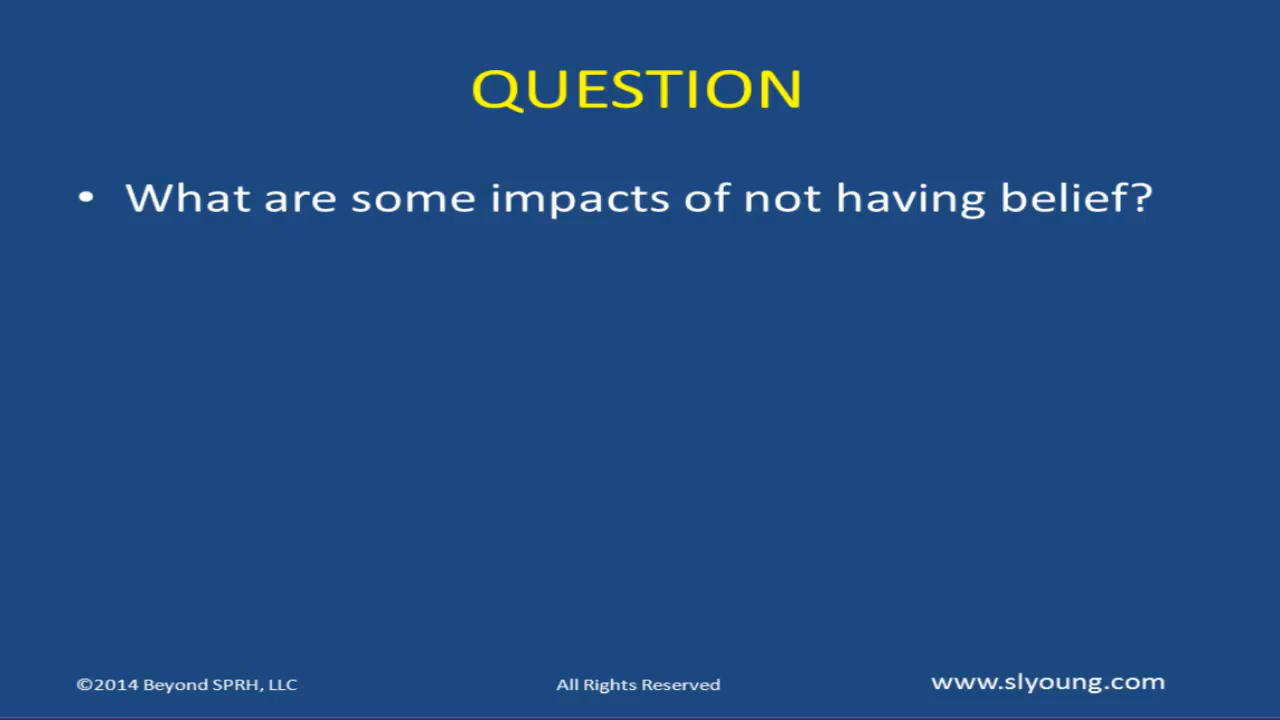 QUESTION
• What are some impacts of not having belief?
©2014 Beyond SPRH, LLC
All Rights Reserved
www.slyoung.com